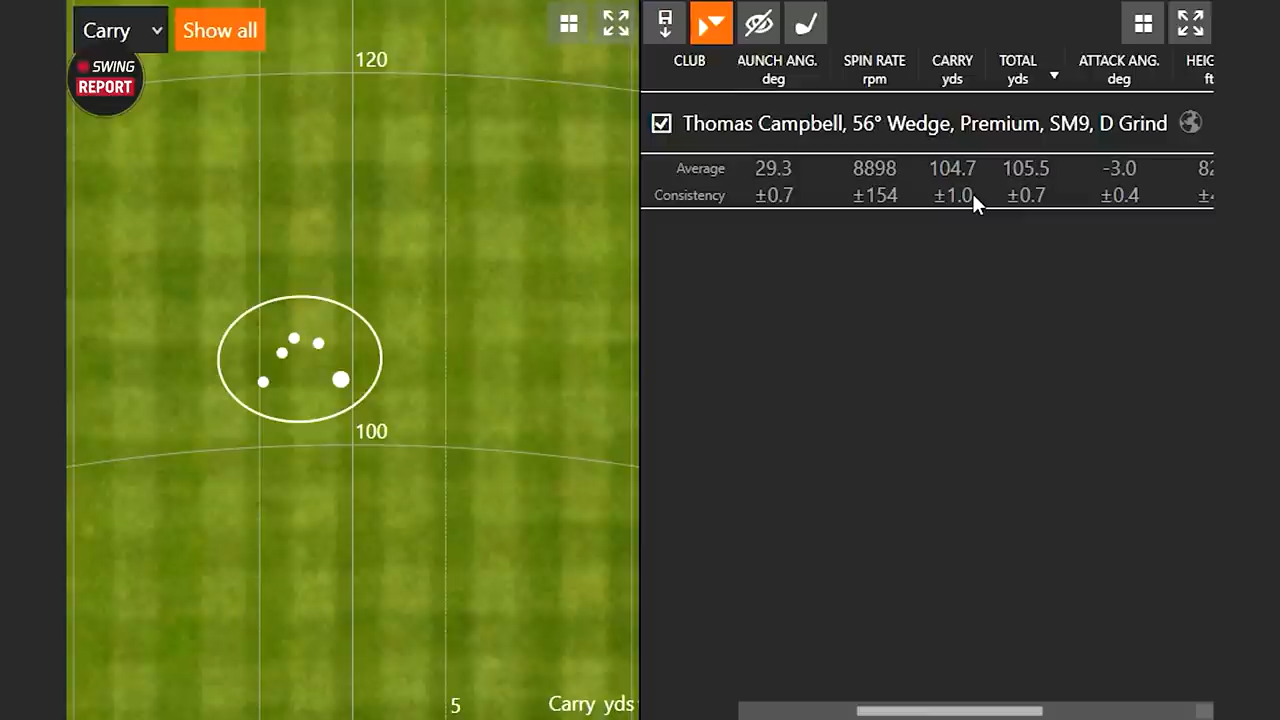 Carry
Show all
SWING
REPORT
120
100
5
Carry yds
CLUB
AUNCH ANG.
deg
SPIN RATE
rpm
CARRY
yds
TOTAL
yds
ATTACK ANG.
deg
HEIG
ft
Thomas Campbell, 56° Wedge, Premium, SM9, D Grind
Average 29.3 8898 104.7 105.5 -3.0
Consistency ±0.7 ±154 ±1.0 ±0.7 ±0.4